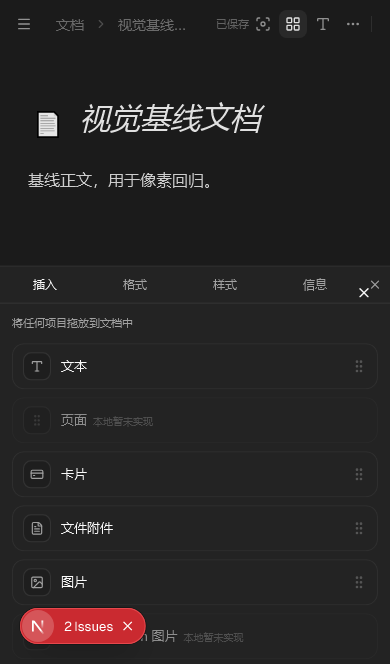 文档 > 视觉基线… 已保存
视觉基线文档
基线正文，用于像素回归。
插入 格式 样式 信息
将任何项目拖放到文档中
文本
页面 本地暂未实现
卡片
文件附件
图片
2 Issues
图片 本地暂未实现